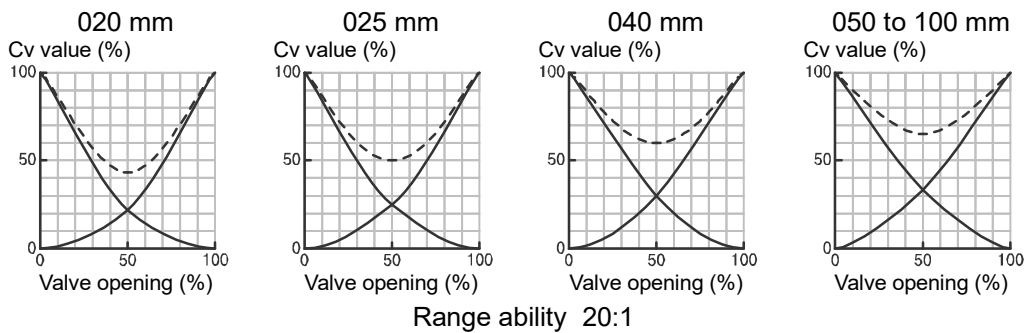 020 mm
Cv value (%)
100
50
0
0 50 100
Valve opening (%)
025 mm
Cv value (%)
100
50
0
0 50 100
Valve opening (%)
040 mm
Cv value (%)
100
50
0
0 50 100
Valve opening (%)
050 to 100 mm
Cv value (%)
100
50
0
0 50 100
Valve opening (%)
Range ability 20:1